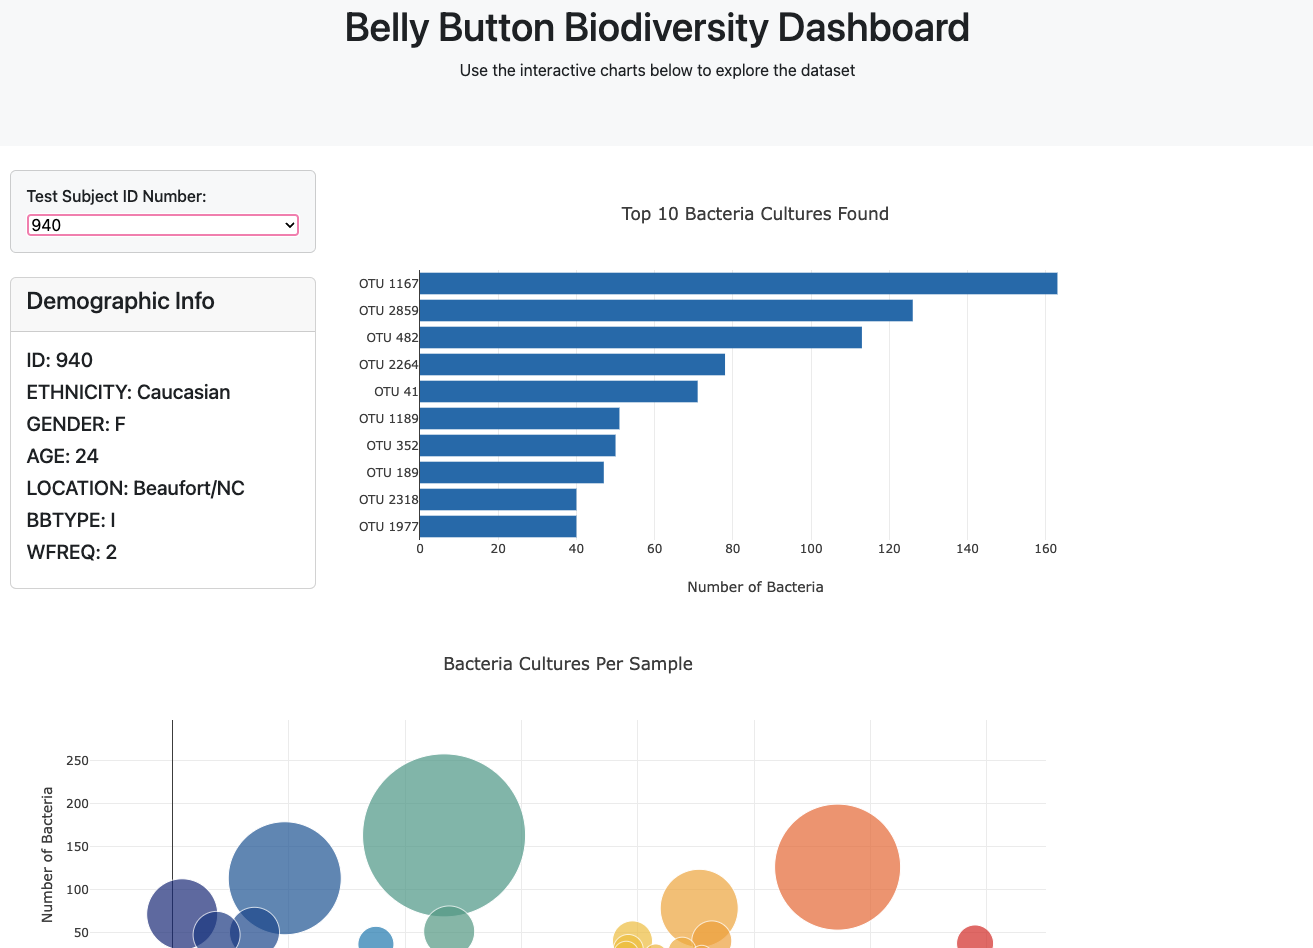 Belly Button Biodiversity Dashboard
Use the interactive charts below to explore the dataset
Test Subject ID Number:
940
Demographic Info
ID: 940
ETHNICITY: Caucasian
GENDER: F
AGE: 24
LOCATION: Beaufort/NC
BBTYPE: I
WFREQ: 2
Top 10 Bacteria Cultures Found
OTU 1167
OTU 2859
OTU 482
OTU 2264
OTU 41
OTU 1189
OTU 352
OTU 189
OTU 2318
OTU 1977
0 20 40 60 80 100 120 140 160
Number of Bacteria
Bacteria Cultures Per Sample
250
200
150
100
50
Number of Bacteria